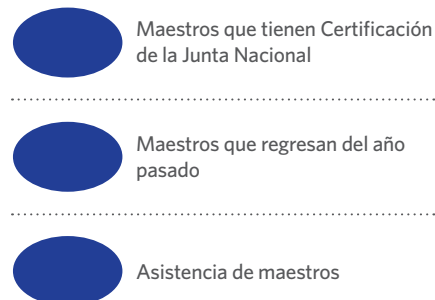 Maestros que tienen Certificación
de la Junta Nacional
Maestros que regresan del año
pasado
Asistencia de maestros